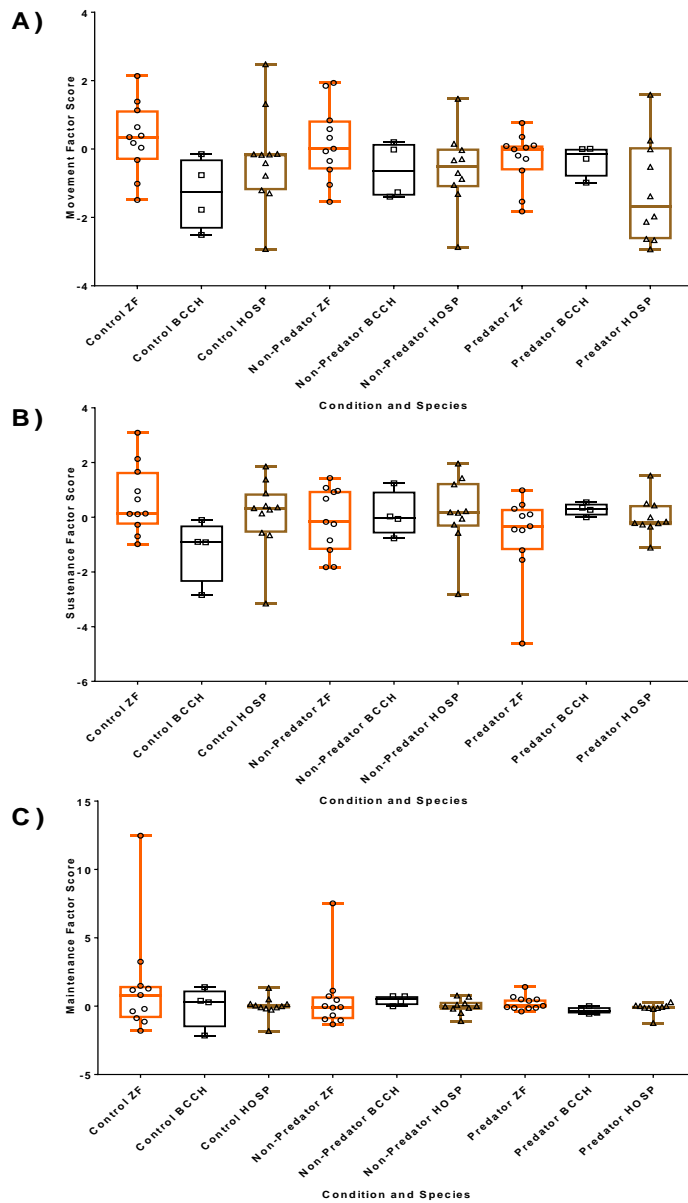 A)
Movement Factor Score
4
2
0
-2
-4
Control ZF
Control BCCH
Control HOSP
Non-Predator ZF
Non-Predator BCCH
Non-Predator HOSP
Predator ZF
Predator BCCH
Predator HOSP
Condition and Species
B)
Sustenance Factor Score
4
2
0
-2
-4
-6
Control ZF
Control BCCH
Control HOSP
Non-Predator ZF
Non-Predator BCCH
Non-Predator HOSP
Predator ZF
Predator BCCH
Predator HOSP
Condition and Species
C)
Maintenance Factor Score
15
10
5
0
-5
Control ZF
Control BCCH
Control HOSP
Non-Predator ZF
Non-Predator BCCH
Non-Predator HOSP
Predator ZF
Predator BCCH
Predator HOSP
Condition and Species